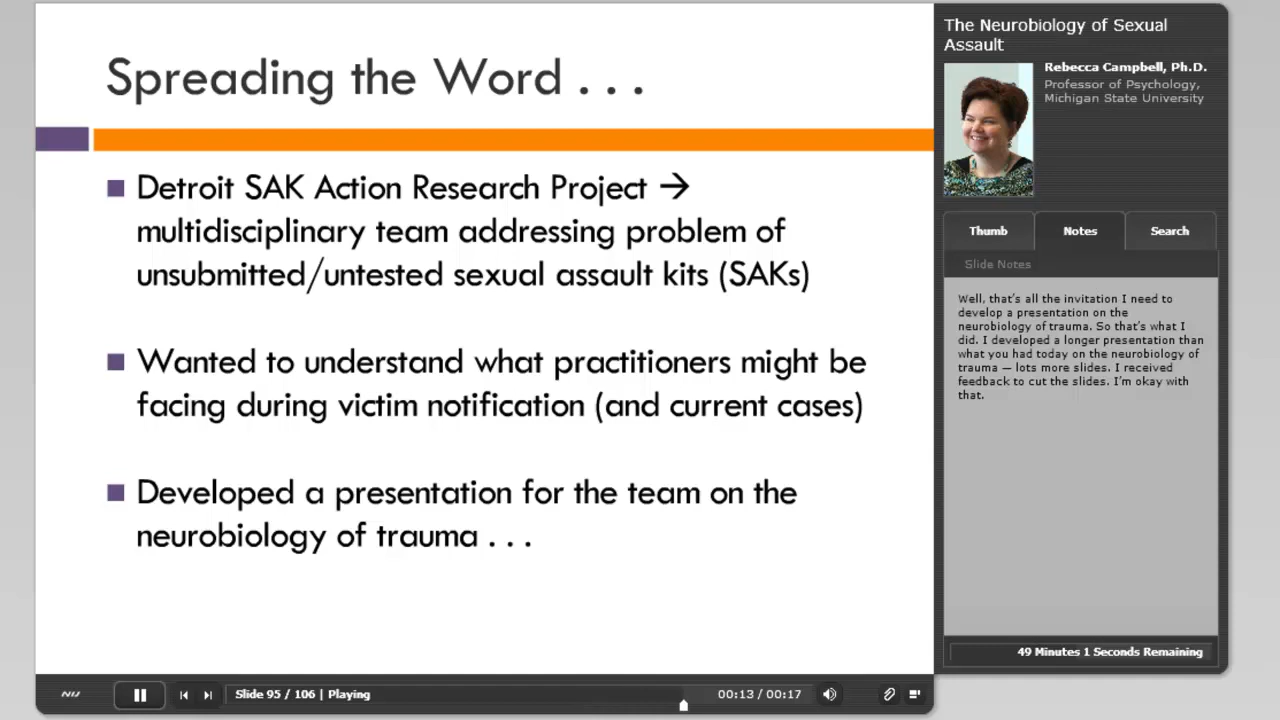 Spreading the Word . . .
Detroit SAK Action Research Project →
multidisciplinary team addressing problem of
unsubmitted/untested sexual assault kits (SAKs)
Wanted to understand what practitioners might be
facing during victim notification (and current cases)
Developed a presentation for the team on the
neurobiology of trauma . . .
Slide 95 / 106 | Playing
00:13 / 00:17
The Neurobiology of Sexual
Assault
Rebecca Campbell, Ph.D.
Professor of Psychology,
Michigan State University
Thumb
Notes
Search
Slide Notes
Well, that's all the invitation I need to
develop a presentation on the
neurobiology of trauma. So that's what I
did. I developed a longer presentation than
what you had today on the neurobiology of
trauma — lots more slides. I received
feedback to cut the slides. I'm okay with
that.
49 Minutes 1 Seconds Remaining